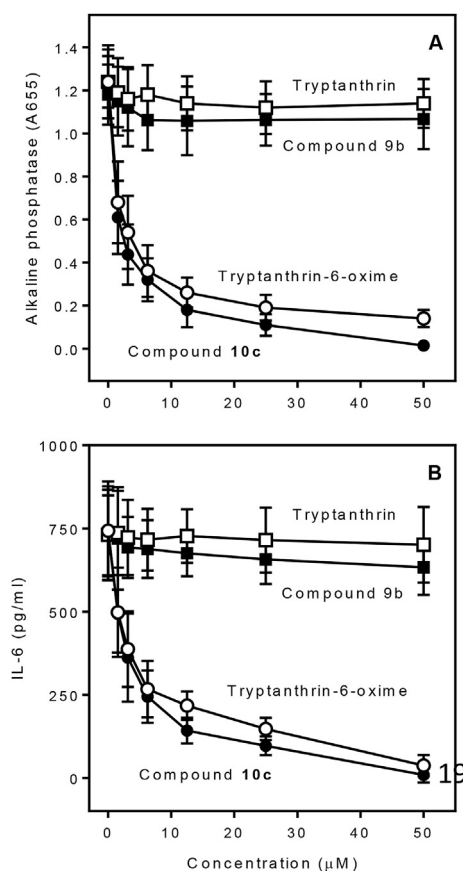 A
1.4
1.2
1.0
0.8
0.6
0.4
0.2
0.0
Alkaline phosphatase (A655)
Tryptanthrin
Compound 9b
Tryptanthrin-6-oxime
Compound 10c
0 10 20 30 40 50
B
1000
750
500
250
0
IL-6 (pg/ml)
Tryptanthrin
Compound 9b
Tryptanthrin-6-oxime
Compound 10c
19
0 10 20 30 40 50
Concentration (μM)